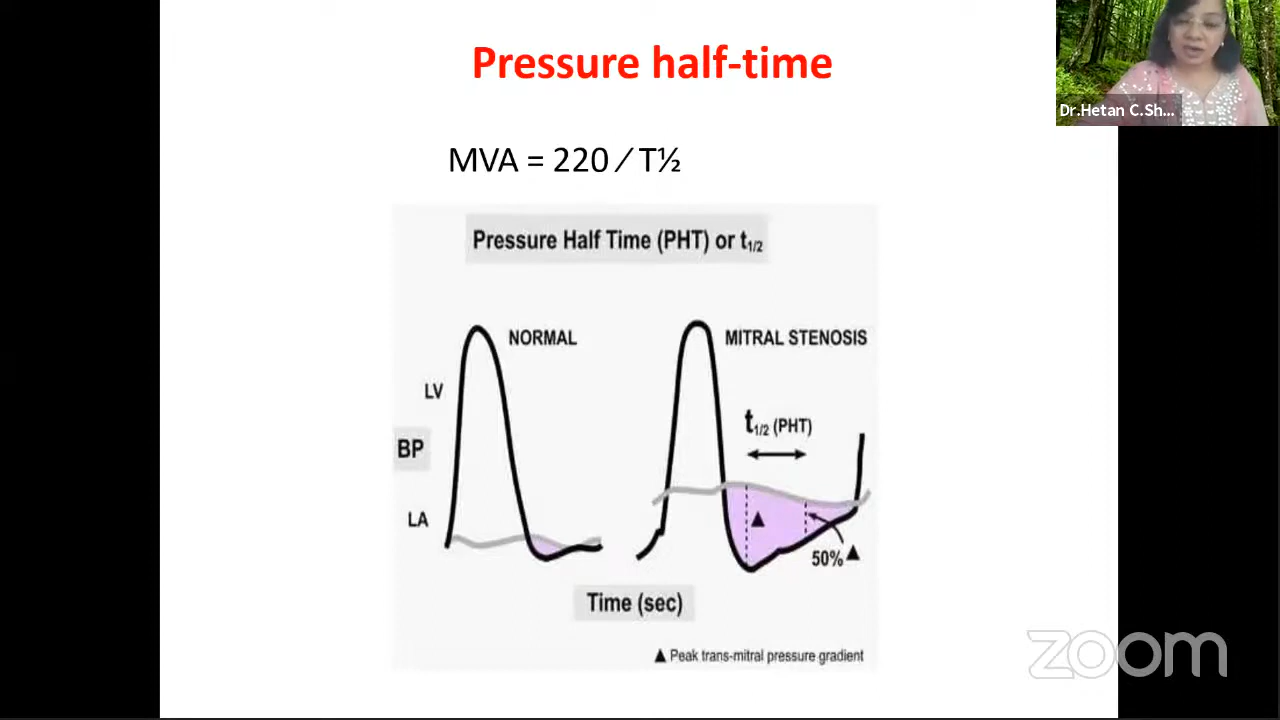 Pressure half-time
Dr.Hetan C.Sh...
MVA = 220 ∕ T½
Pressure Half Time (PHT) or t1/2
NORMAL
MITRAL STENOSIS
LV
t1/2 (PHT)
BP
LA
50% ▲
▲
Time (sec)
▲ Peak trans-mitral pressure gradient
zoom